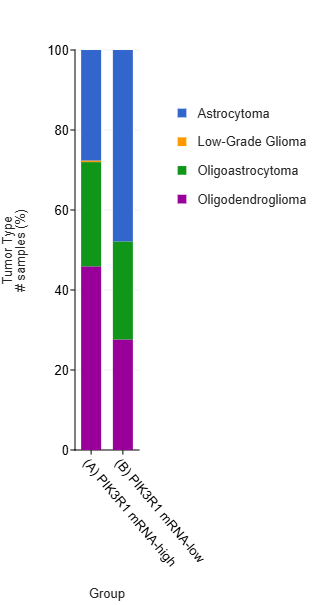 100
80
60
40
20
0
Tumor Type
# samples (%)
Astrocytoma
Low-Grade Glioma
Oligoastrocytoma
Oligodendroglioma
(A) PIK3R1 mRNA-high
(B) PIK3R1 mRNA-low
Group